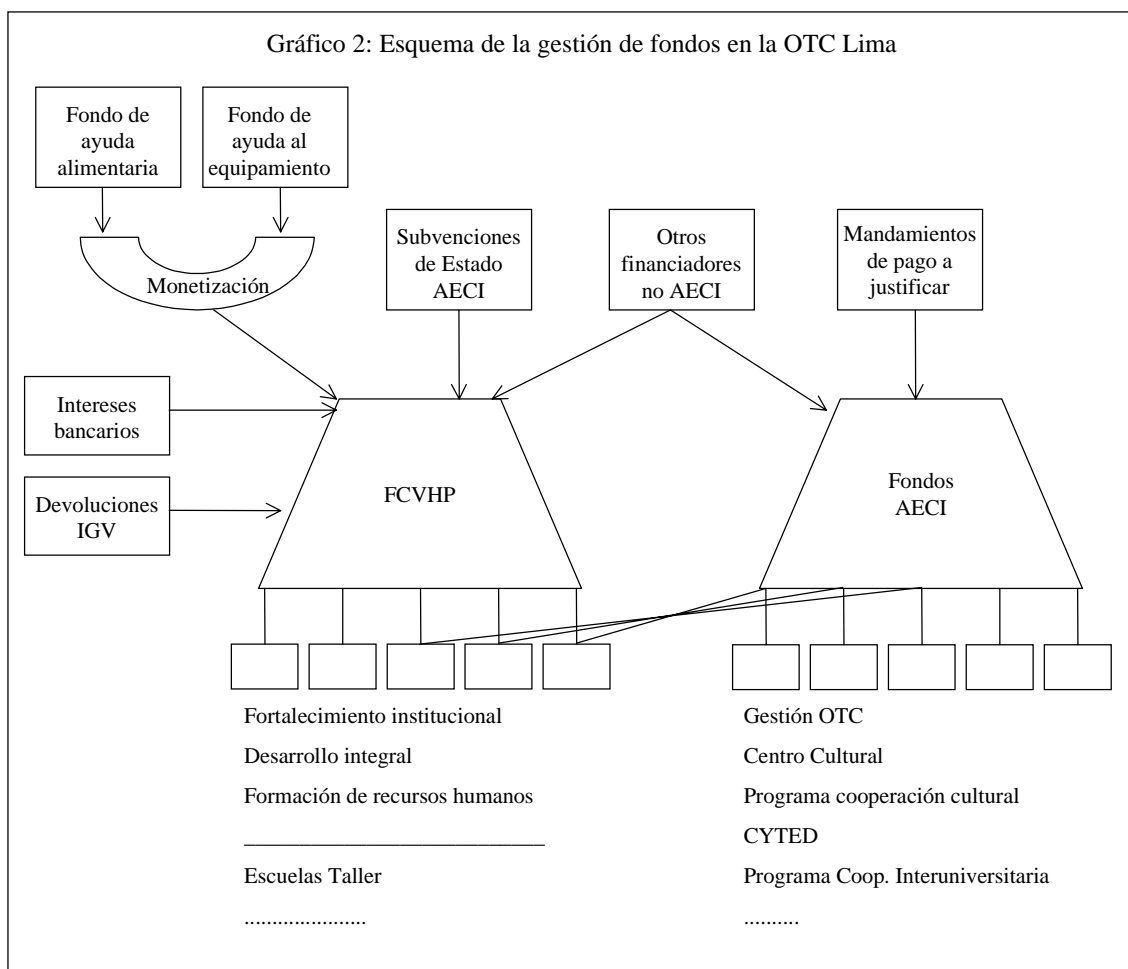 Gráfico 2: Esquema de la gestión de fondos en la OTC Lima
Fondo de
ayuda
alimentaria
Fondo de
ayuda al
equipamiento
Monetización
Subvenciones
de Estado
AECI
Otros
financiadores
no AECI
Mandamientos
de pago a
justificar
Intereses
bancarios
Devoluciones
IGV
FCVHP
Fondos
AECI
Fortalecimiento institucional
Desarrollo integral
Formación de recursos humanos
______________________________
Escuelas Taller
......................
Gestión OTC
Centro Cultural
Programa cooperación cultural
CYTED
Programa Coop. Interuniversitaria
..........